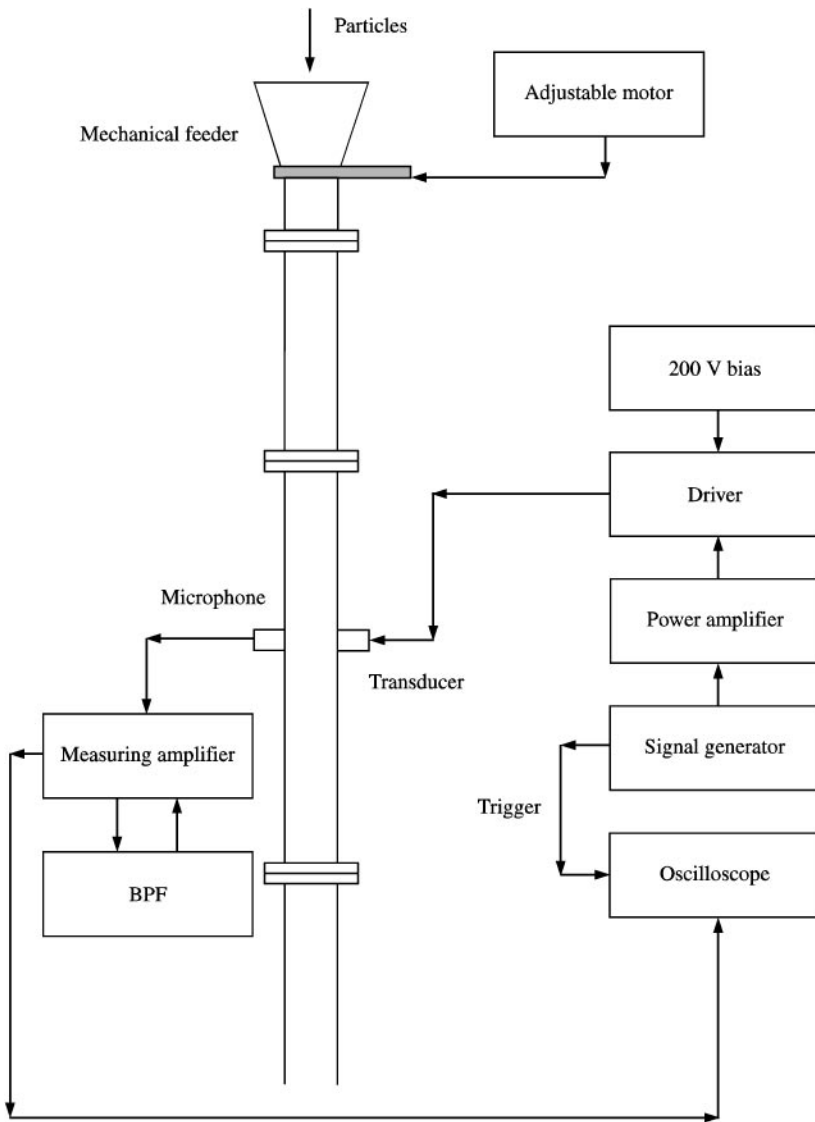 Particles
Adjustable motor
Mechanical feeder
200 V bias
Driver
Microphone
Power amplifier
Transducer
Measuring amplifier
Signal generator
Trigger
BPF
Oscilloscope